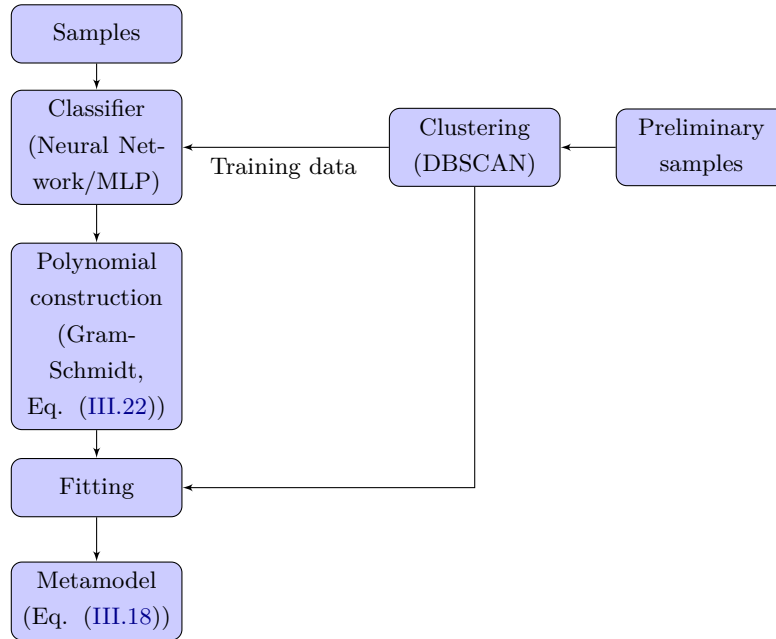 Samples
Classifier
(Neural Net-
work/MLP)
Training data
Clustering
(DBSCAN)
Preliminary
samples
Polynomial
construction
(Gram-
Schmidt,
Eq. (III.22))
Fitting
Metamodel
(Eq. (III.18))